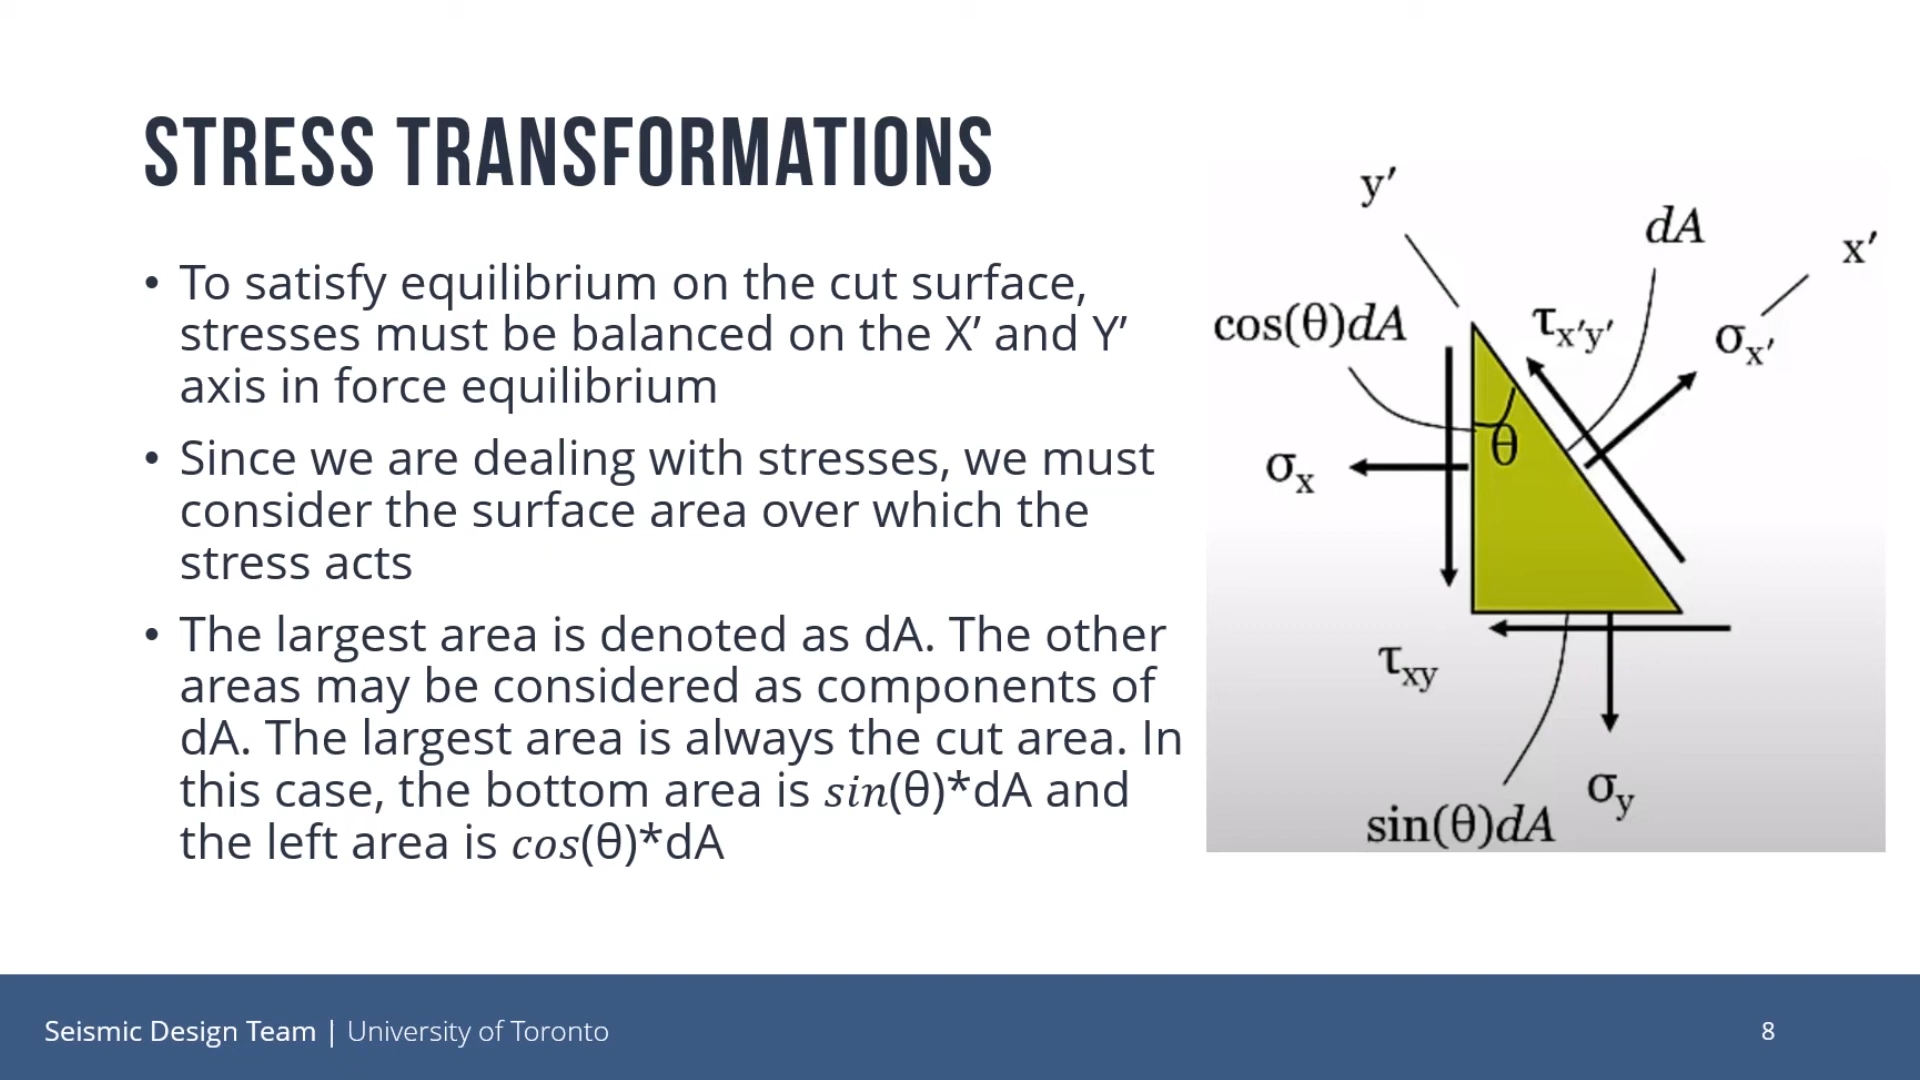 STRESS TRANSFORMATIONS
• To satisfy equilibrium on the cut surface,
stresses must be balanced on the X’ and Y’
axis in force equilibrium
• Since we are dealing with stresses, we must
consider the surface area over which the
stress acts
• The largest area is denoted as dA. The other
areas may be considered as components of
dA. The largest area is always the cut area. In
this case, the bottom area is sin(θ)*dA and
the left area is cos(θ)*dA
y′
dA
x′
cos(θ)dA
τx′y′
σx′
θ
σx
τxy
σy
sin(θ)dA
Seismic Design Team | University of Toronto
8